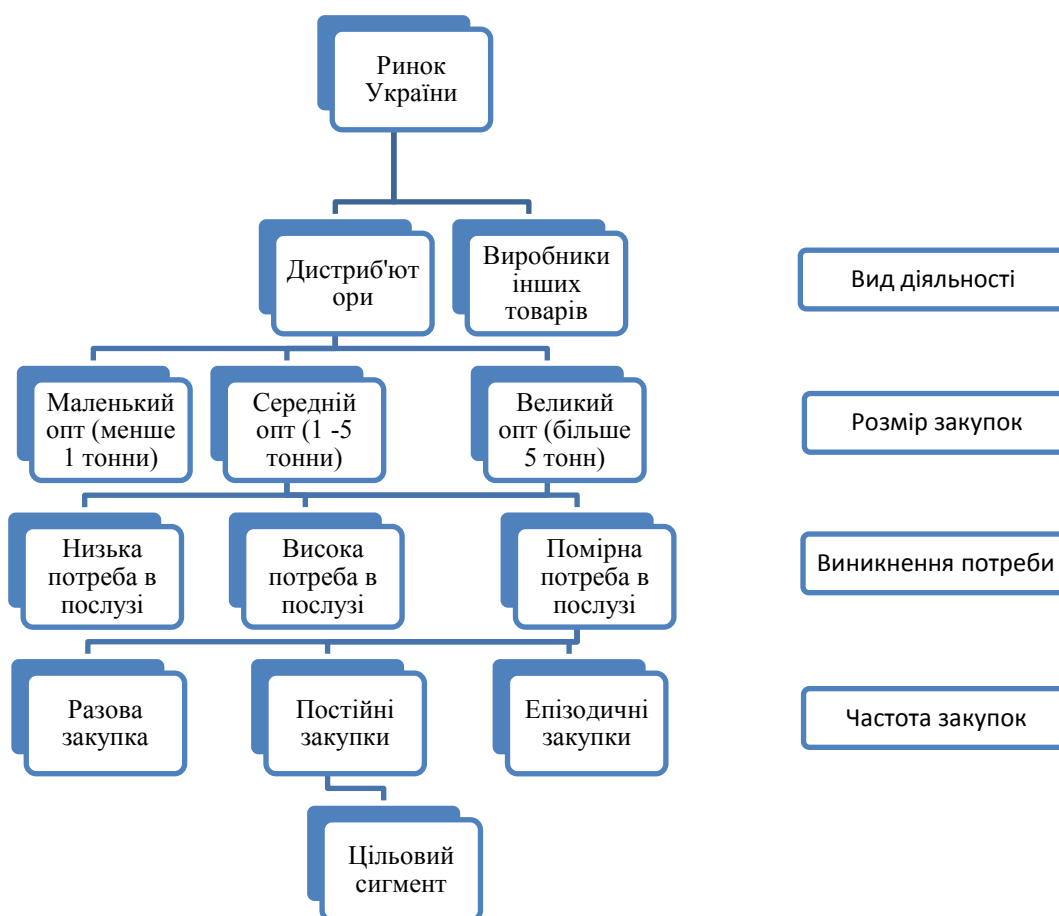 Ринок
України
Дистриб'ют
ори
Виробники
інших
товарів
Вид діяльності
Маленький
опт (менше
1 тонни)
Середній
опт (1 -5
тонни)
Великий
опт (більше
5 тонн)
Розмір закупок
Низька
потреба в
послузі
Висока
потреба в
послузі
Помірна
потреба в
послузі
Виникнення потреби
Разова
закупка
Постійні
закупки
Епізодичні
закупки
Частота закупок
Цільовий
сигмент